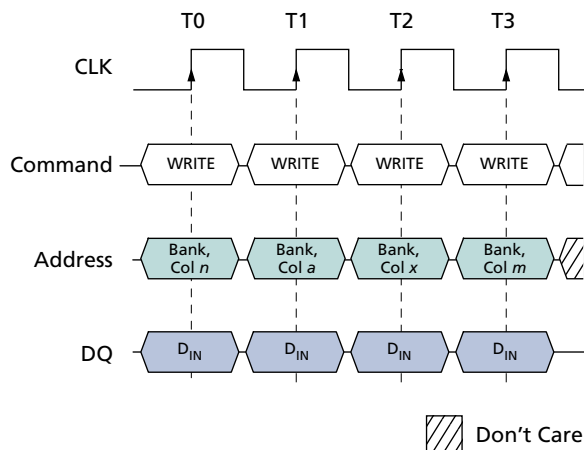 T0 T1 T2 T3
CLK
Command WRITE WRITE WRITE WRITE
Address Bank, Col n Bank, Col a Bank, Col x Bank, Col m
DQ DIN DIN DIN DIN
Don't Care